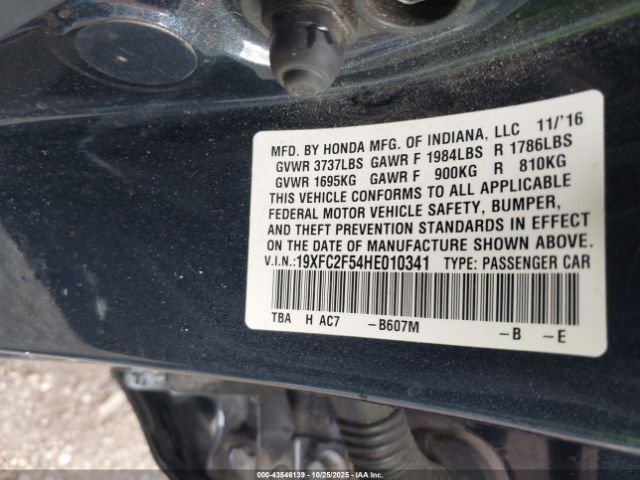 MFD. BY HONDA MFG. OF INDIANA, LLC 11/'16
GVWR 3737LBS GAWR F 1984LBS R 1786LBS
GVWR 1695KG GAWR F 900KG R 810KG
THIS VEHICLE CONFORMS TO ALL APPLICABLE
FEDERAL MOTOR VEHICLE SAFETY, BUMPER,
AND THEFT PREVENTION STANDARDS IN EFFECT
ON THE DATE OF MANUFACTURE SHOWN ABOVE.
V.I.N.:19XFC2F54HE010341 TYPE: PASSENGER CAR
TBA H AC7 -B607M -B -E
000-43546139 | 10/25/2025 | IAAI.COM